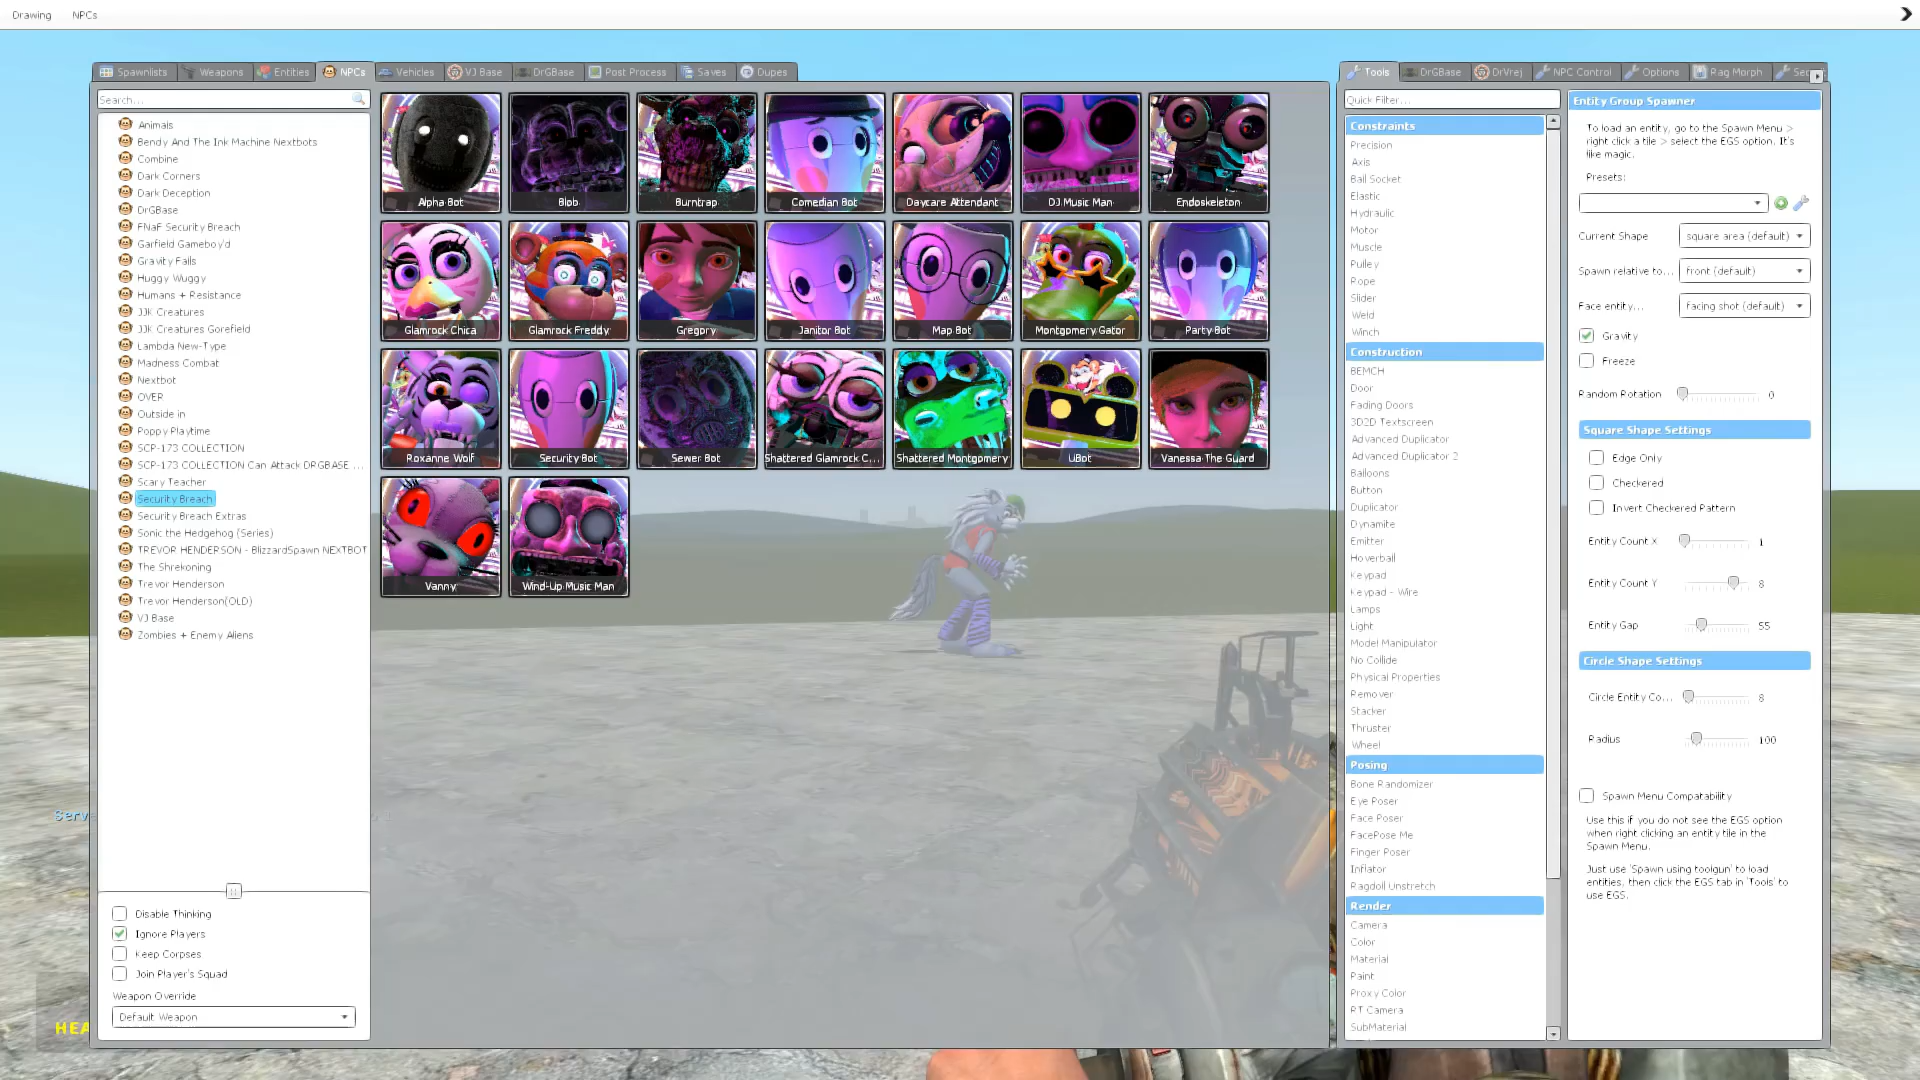 Drawing NPCs
Spawnlists Weapons Entities NPCs Vehicles VJ Base DrGBase Post Process Saves Dupes
Search...
Animals
Bendy And The Ink Machine Nextbots
Combine
Dark Corners
Dark Deception
DrGBase
FNaF Security Breach
Garfield Gameboy'd
Gravity Falls
Huggy Wuggy
Humans + Resistance
JJK Creatures
JJK Creatures Gorefield
Lambda New-Type
Madness Combat
Nextbot
OVER
Outside in
Poppy Playtime
SCP-173 COLLECTION
SCP-173 COLLECTION Can Attack DRGBASE ...
Scary Teacher
Security Breach
Security Breach Extras
Sonic the Hedgehog (Series)
TREVOR HENDERSON - BlizzardSpawn NEXTBOT
The Shrekoning
Trevor Henderson
Trevor Henderson(OLD)
VJ Base
Zombies + Enemy Aliens
Disable Thinking
Ignore Players
Keep Corpses
Join Player's Squad
Weapon Override
Default Weapon
Alpha Bot Blob Burntrap Comedian Bot Daycare Attendant DJ Music Man Endoskeleton
Glamrock Chica Glamrock Freddy Gregory Janitor Bot Map Bot Montgomery Gator Party Bot
Roxanne Wolf Security Bot Sewer Bot Shattered Glamrock C... Shattered Montgomery UBot Vanessa The Guard
Vanny Wind-Up Music Man
Serv
HEA
Tools DrGBase DrVrej NPC Control Options Rag Morph Sec
Quick Filter...
Constraints
Precision
Axis
Ball Socket
Elastic
Hydraulic
Motor
Muscle
Pulley
Rope
Slider
Weld
Winch
Construction
BEMCH
Door
Fading Doors
3D2D Textscreen
Advanced Duplicator
Advanced Duplicator 2
Balloons
Button
Duplicator
Dynamite
Emitter
Hoverball
Keypad
Keypad - Wire
Lamps
Light
Model Manipulator
No Collide
Physical Properties
Remover
Stacker
Thruster
Wheel
Posing
Bone Randomizer
Eye Poser
Face Poser
FacePose Me
Finger Poser
Inflator
Ragdoll Unstretch
Render
Camera
Color
Material
Paint
Proxy Color
RT Camera
SubMaterial
Entity Group Spawner
To load an entity, go to the Spawn Menu >
right click a tile > select the EGS option. It's
like magic.
Presets:
Current Shape square area (default)
Spawn relative to... front (default)
Face entity... facing shot (default)
Gravity
Freeze
Random Rotation 0
Square Shape Settings
Edge Only
Checkered
Invert Checkered Pattern
Entity Count X 1
Entity Count Y 8
Entity Gap 55
Circle Shape Settings
Circle Entity Co... 8
Radius 100
Spawn Menu Compatability
Use this if you do not see the EGS option
when right clicking an entity tile in the
Spawn Menu.
Just use 'Spawn using toolgun' to load
entities, then click the EGS tab in 'Tools' to
use EGS.